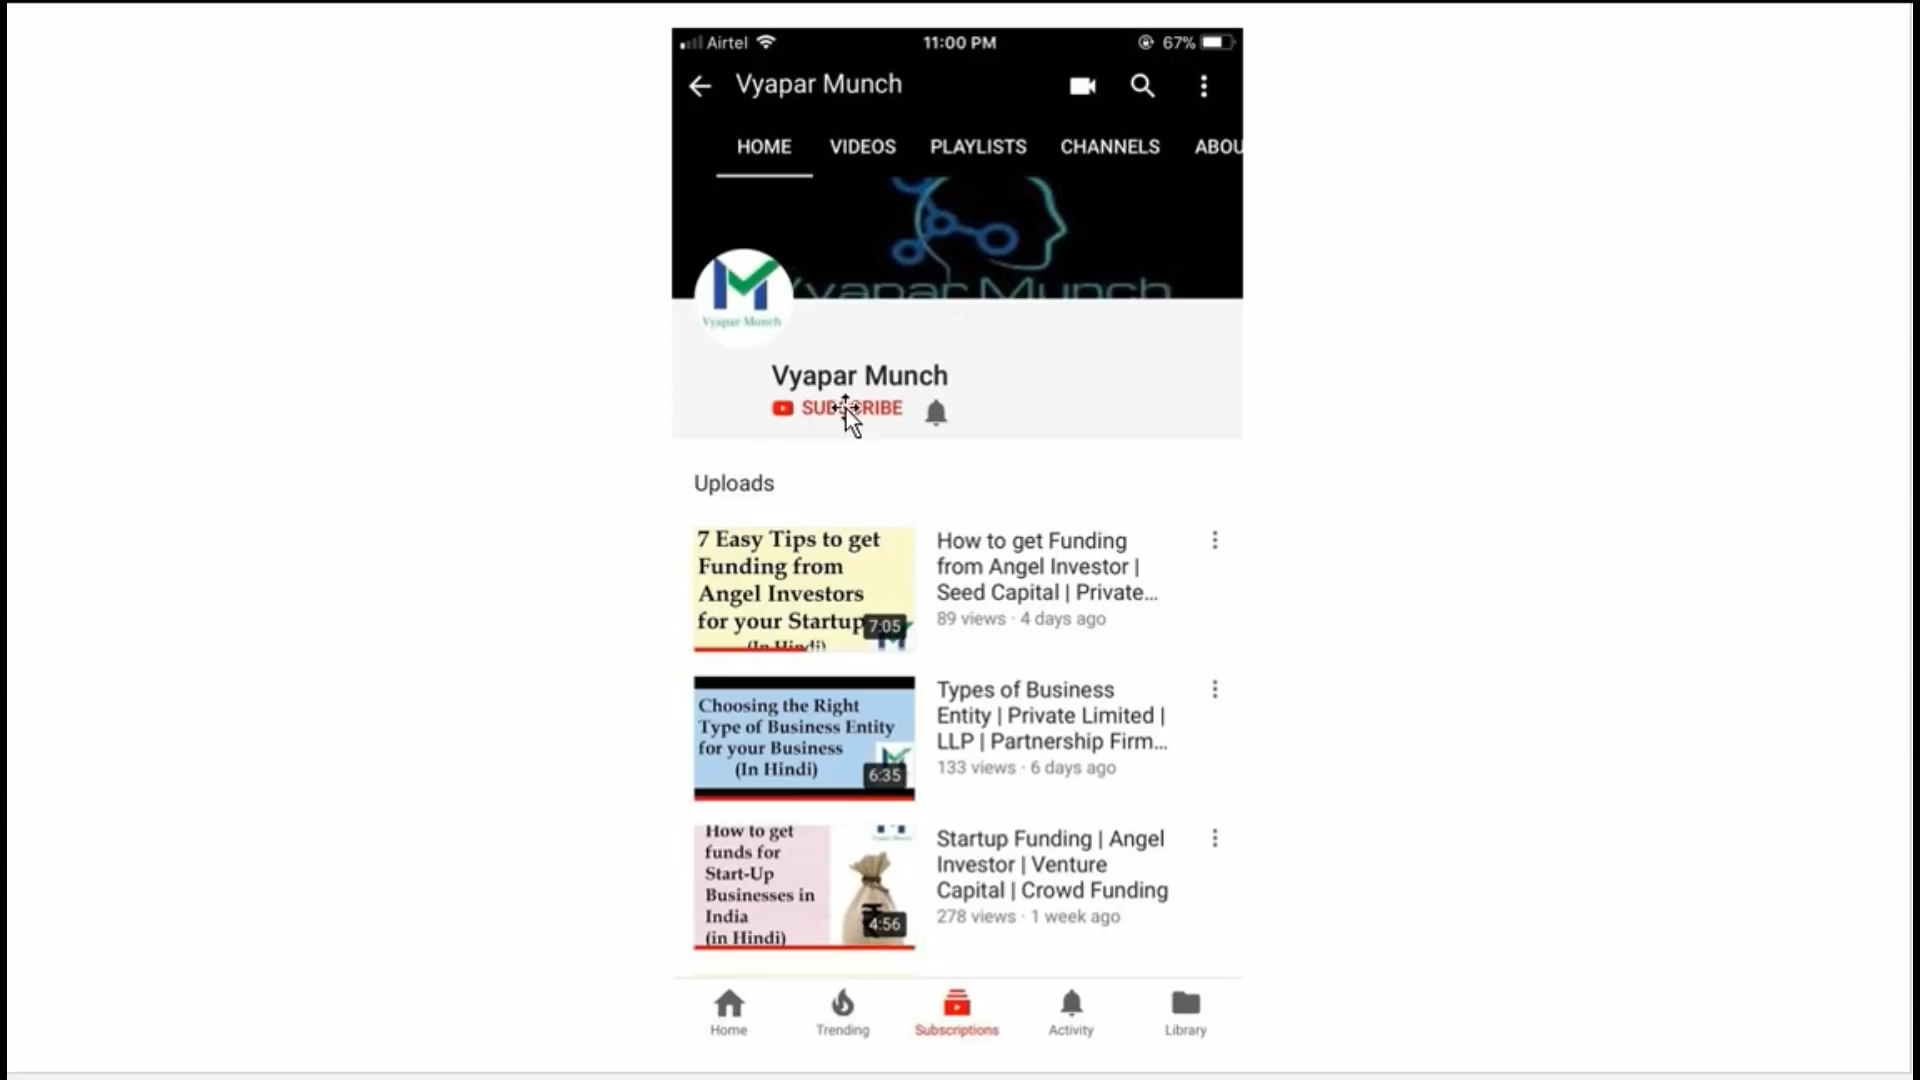 Airtel 11:00 PM 67%
Vyapar Munch
HOME VIDEOS PLAYLISTS CHANNELS ABOU
Vyapar Munch
Vyapar Munch
Vyapar Munch
SUBSCRIBE
Uploads
7 Easy Tips to get
Funding from
Angel Investors
for your Startup
(In Hindi)
7:05
How to get Funding
from Angel Investor |
Seed Capital | Private...
89 views · 4 days ago
Choosing the Right
Type of Business Entity
for your Business
(In Hindi)
6:35
Types of Business
Entity | Private Limited |
LLP | Partnership Firm...
133 views · 6 days ago
How to get
funds for
Start-Up
Businesses in
India
(in Hindi)
₹
4:56
Startup Funding | Angel
Investor | Venture
Capital | Crowd Funding
278 views · 1 week ago
Home Trending Subscriptions Activity Library